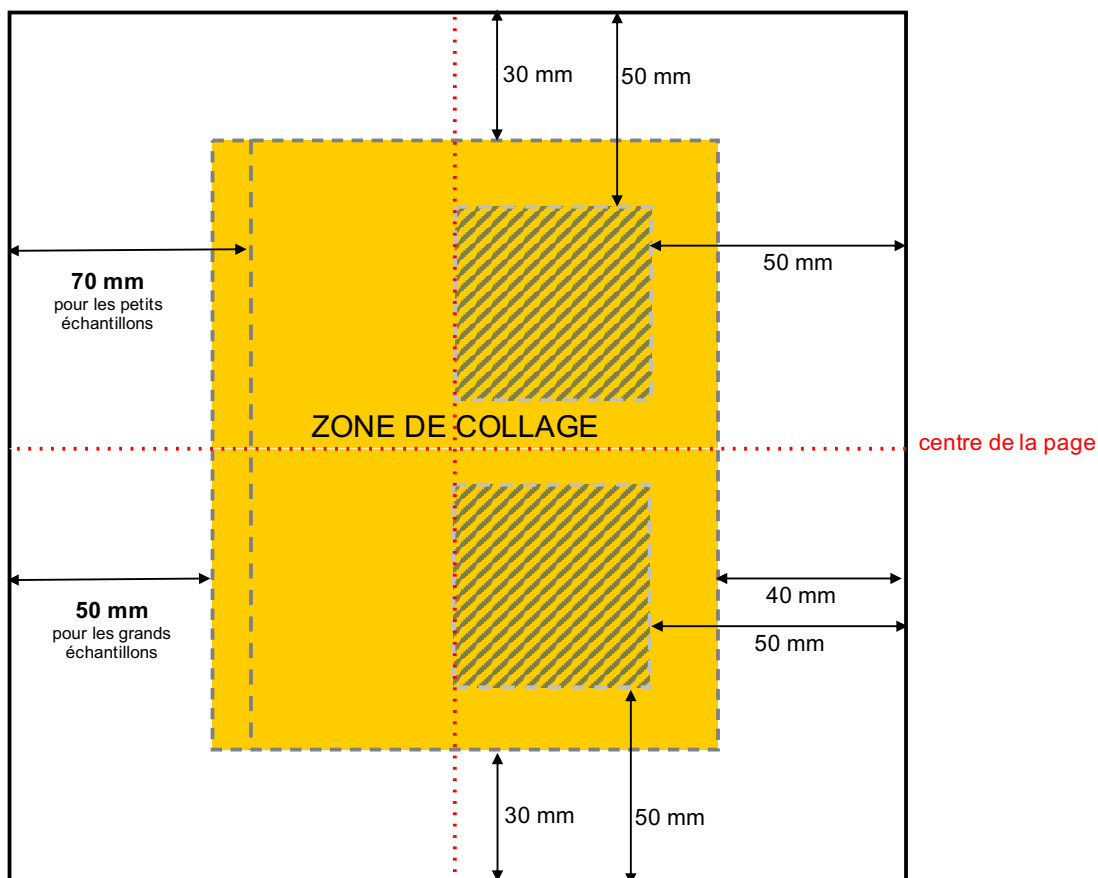 30 mm
50 mm
50 mm
70 mm
pour les petits
échantillons
ZONE DE COLLAGE
centre de la page
50 mm
pour les grands
échantillons
40 mm
50 mm
30 mm
50 mm